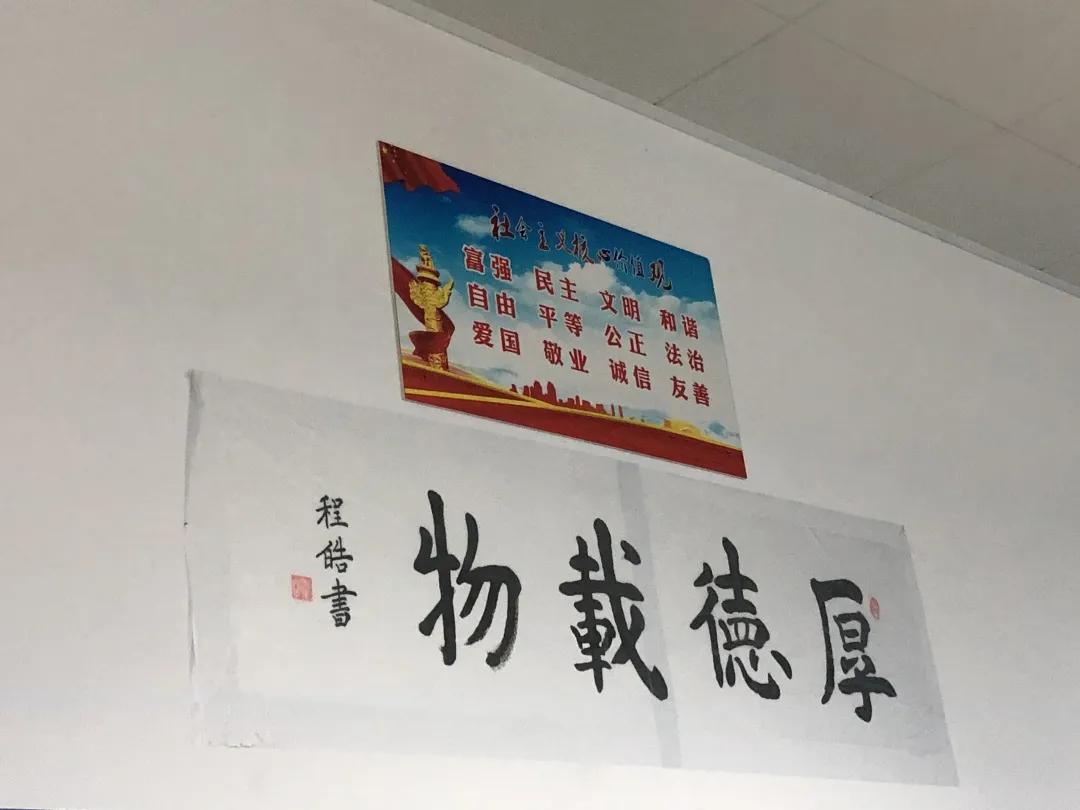 社会主义核心价值观
富强 民主 文明 和谐
自由 平等 公正 法治
爱国 敬业 诚信 友善
厚德載物
程皓書